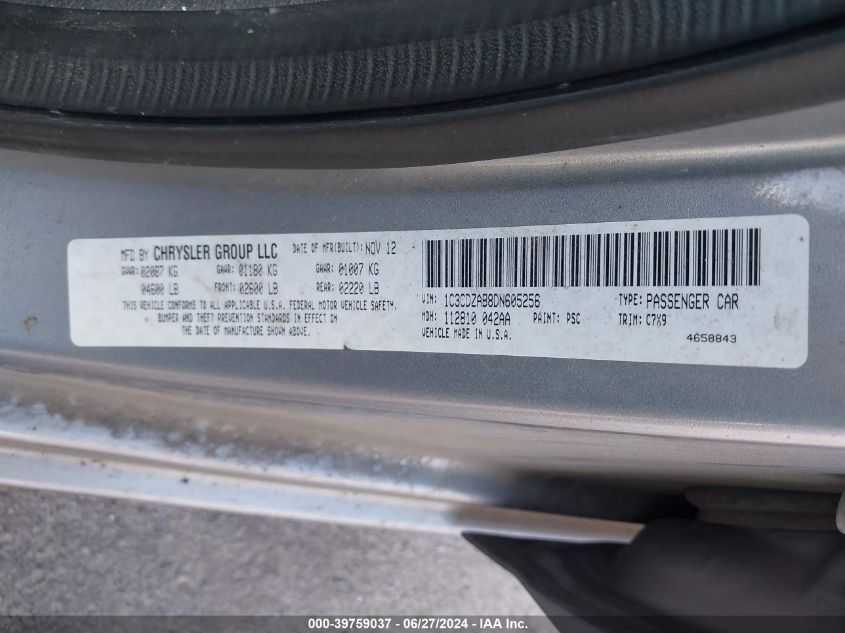 MFD BY CHRYSLER GROUP LLC DATE OF MFR(BUILT): NOV 12
GVWR: 02087 KG GAWR: 01180 KG GAWR: 01007 KG
04600 LB FRONT: 02600 LB REAR: 02220 LB
THIS VEHICLE CONFORMS TO ALL APPLICABLE U.S.A. FEDERAL MOTOR VEHICLE SAFETY,
BUMPER AND THEFT PREVENTION STANDARDS IN EFFECT ON
THE DATE OF MANUFACTURE SHOWN ABOVE.
VIN: 1C3CDZAB8DN605256 TYPE: PASSENGER CAR
MDH: 112810 042AA PAINT: PSC TRIM: C7X9
VEHICLE MADE IN U.S.A.
4658843
000-39759037 - 06/27/2024 - IAA Inc.